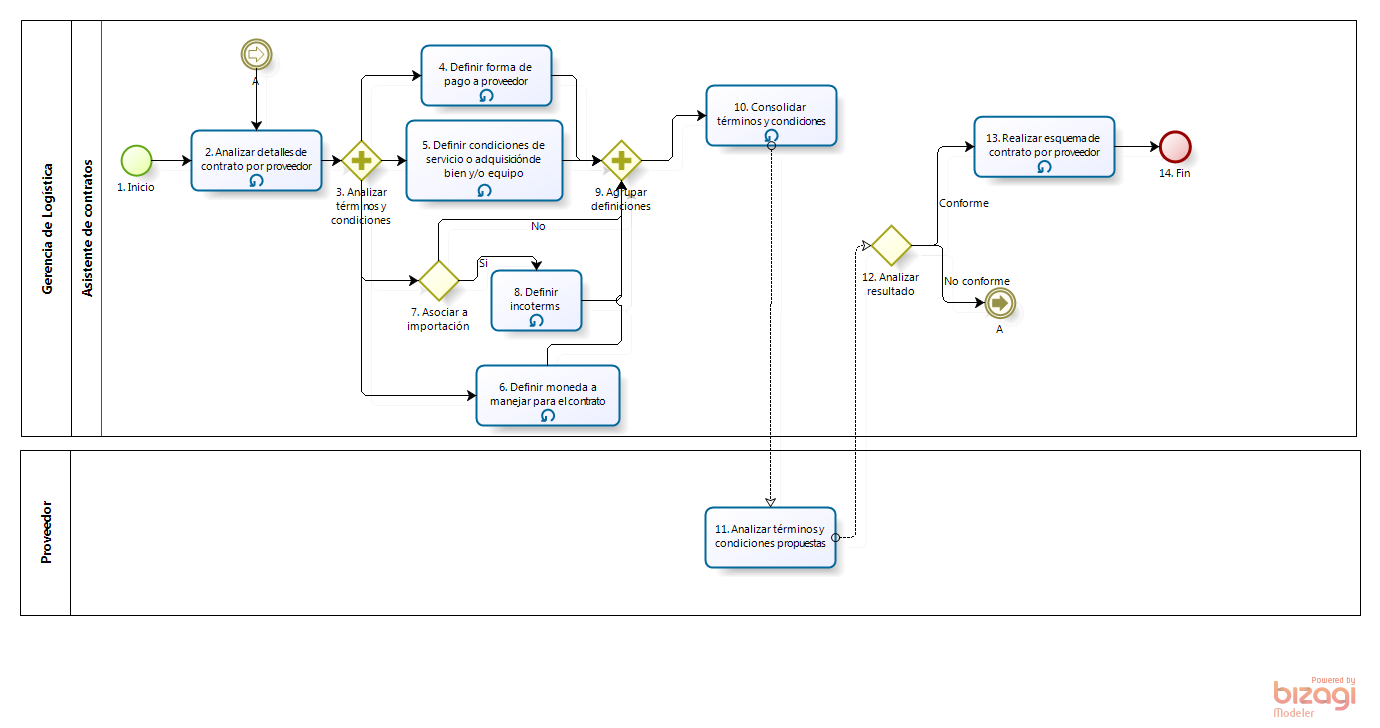 Gerencia de Logística
Asistente de contratos
1. Inicio
A
2. Analizar detalles de
contrato por proveedor
3. Analizar
términos y
condiciones
4. Definir forma de
pago a proveedor
5. Definir condiciones de
servicio o adquisición de
bien y/o equipo
9. Agrupar
definiciones
No
Si
7. Asociar a
importación
8. Definir
incoterms
6. Definir moneda a
manejar para el contrato
10. Consolidar
términos y condiciones
12. Analizar
resultado
Conforme
No conforme
A
13. Realizar esquema de
contrato por proveedor
14. Fin
Proveedor
11. Analizar términos y
condiciones propuestas
Powered by
bizagi
Modeler